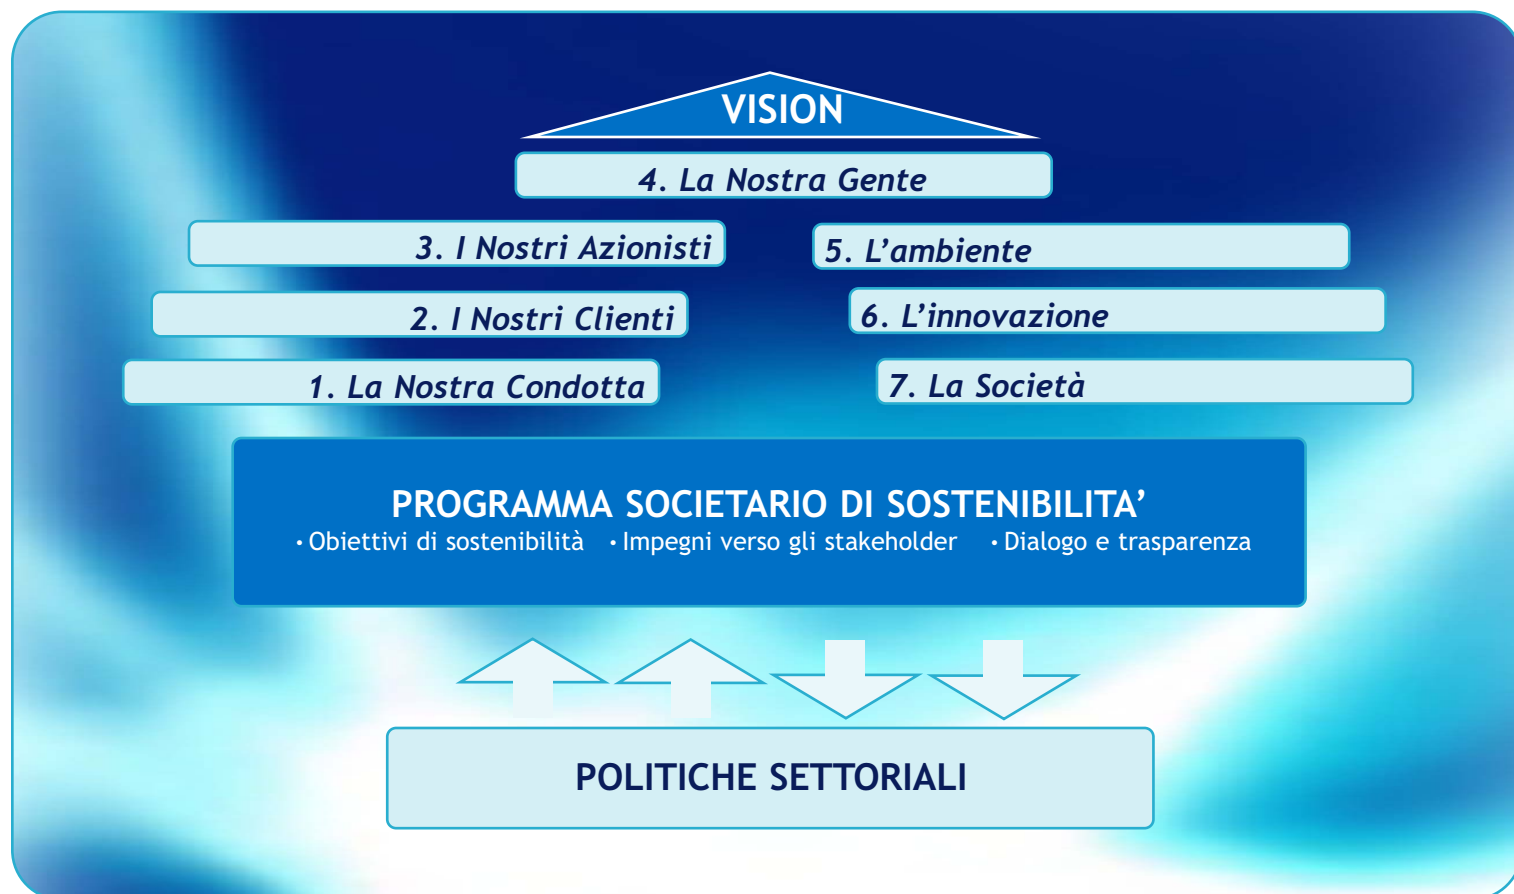 VISION
4. La Nostra Gente
3. I Nostri Azionisti
5. L’ambiente
2. I Nostri Clienti
6. L’innovazione
1. La Nostra Condotta
7. La Società
PROGRAMMA SOCIETARIO DI SOSTENIBILITA’
• Obiettivi di sostenibilità • Impegni verso gli stakeholder • Dialogo e trasparenza
POLITICHE SETTORIALI